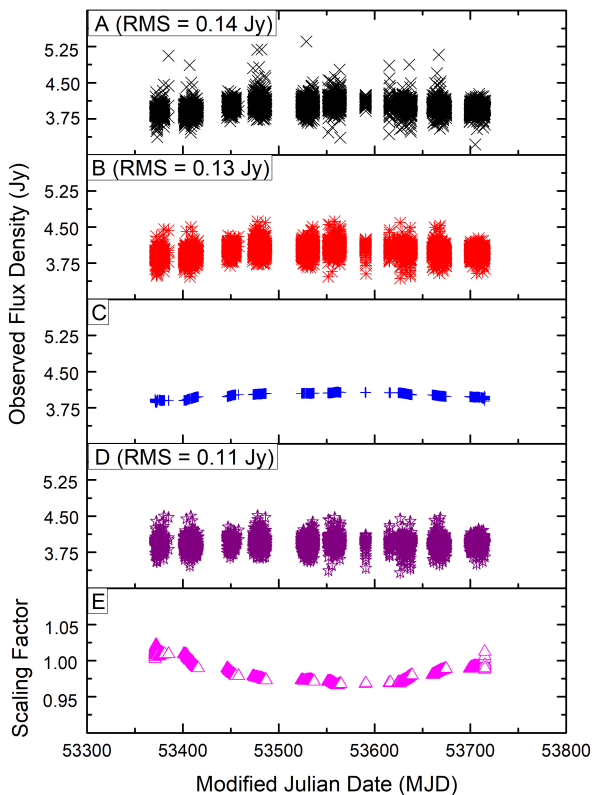 A (RMS = 0.14 Jy)
5.25
4.50
3.75
B (RMS = 0.13 Jy)
5.25
4.50
3.75
C
5.25
4.50
3.75
D (RMS = 0.11 Jy)
5.25
4.50
3.75
E
1.05
1.00
0.95
Observed Flux Density (Jy)
Scaling Factor
53300 53400 53500 53600 53700 53800
Modified Julian Date (MJD)